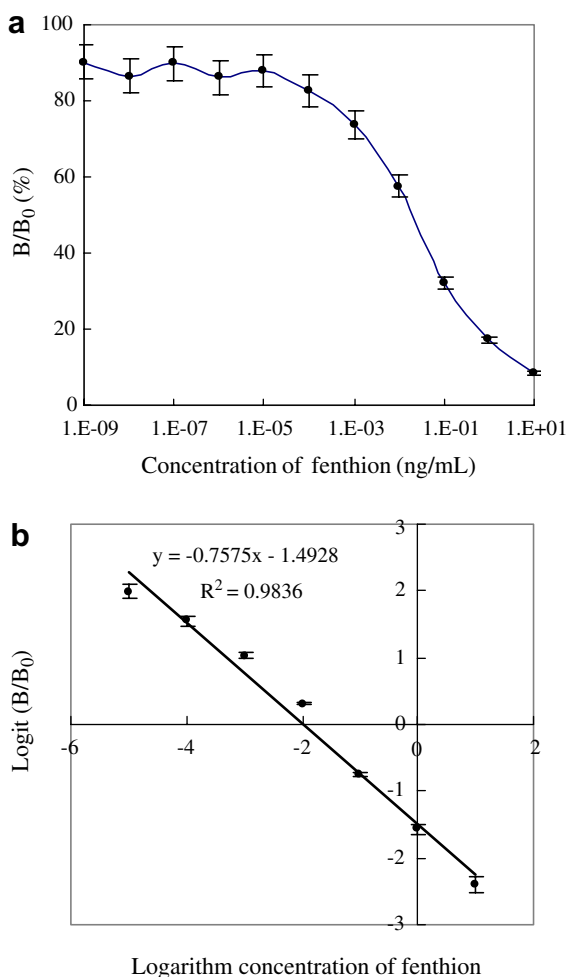 a
100
80
60
40
20
0
B/B0 (%)
1.E-09 1.E-07 1.E-05 1.E-03 1.E-01 1.E+01
Concentration of fenthion (ng/mL)
b
y = -0.7575x - 1.4928
R² = 0.9836
3
2
1
0
-1
-2
-3
Logit (B/B0)
-6 -4 -2 0 2
Logarithm concentration of fenthion